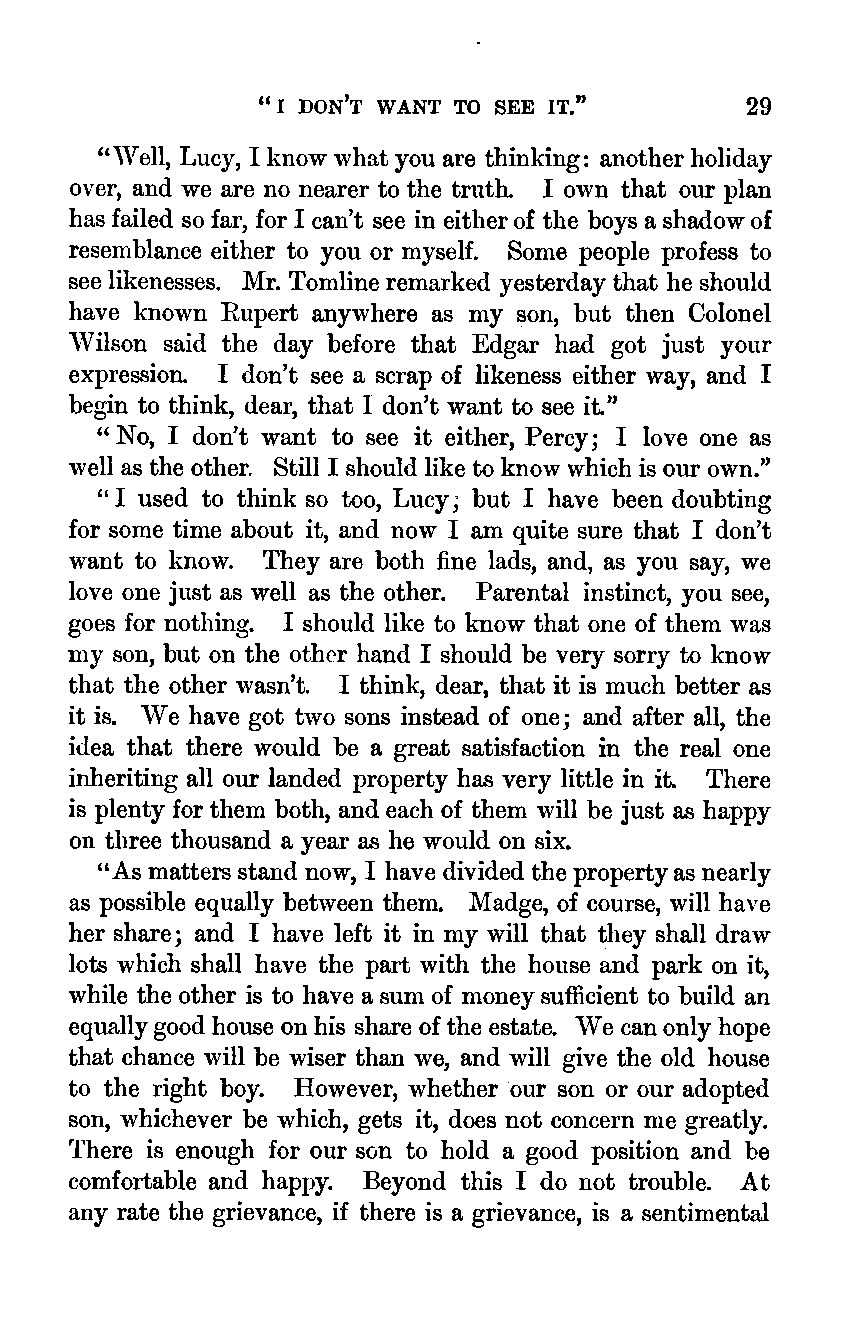 "I DON'T WANT TO SEE IT." 29
"Well, Lucy, I know what you are thinking: another holiday
over, and we are no nearer to the truth. I own that our plan
has failed so far, for I can't see in either of the boys a shadow of
resemblance either to you or myself. Some people profess to
see likenesses. Mr. Tomline remarked yesterday that he should
have known Rupert anywhere as my son, but then Colonel
Wilson said the day before that Edgar had got just your
expression. I don't see a scrap of likeness either way, and I
begin to think, dear, that I don't want to see it."
"No, I don't want to see it either, Percy; I love one as
well as the other. Still I should like to know which is our own."
"I used to think so too, Lucy; but I have been doubting
for some time about it, and now I am quite sure that I don't
want to know. They are both fine lads, and, as you say, we
love one just as well as the other. Parental instinct, you see,
goes for nothing. I should like to know that one of them was
my son, but on the other hand I should be very sorry to know
that the other wasn't. I think, dear, that it is much better as
it is. We have got two sons instead of one; and after all, the
idea that there would be a great satisfaction in the real one
inheriting all our landed property has very little in it. There
is plenty for them both, and each of them will be just as happy
on three thousand a year as he would on six.
"As matters stand now, I have divided the property as nearly
as possible equally between them. Madge, of course, will have
her share; and I have left it in my will that they shall draw
lots which shall have the part with the house and park on it,
while the other is to have a sum of money sufficient to build an
equally good house on his share of the estate. We can only hope
that chance will be wiser than we, and will give the old house
to the right boy. However, whether our son or our adopted
son, whichever be which, gets it, does not concern me greatly.
There is enough for our son to hold a good position and be
comfortable and happy. Beyond this I do not trouble. At
any rate the grievance, if there is a grievance, is a sentimental